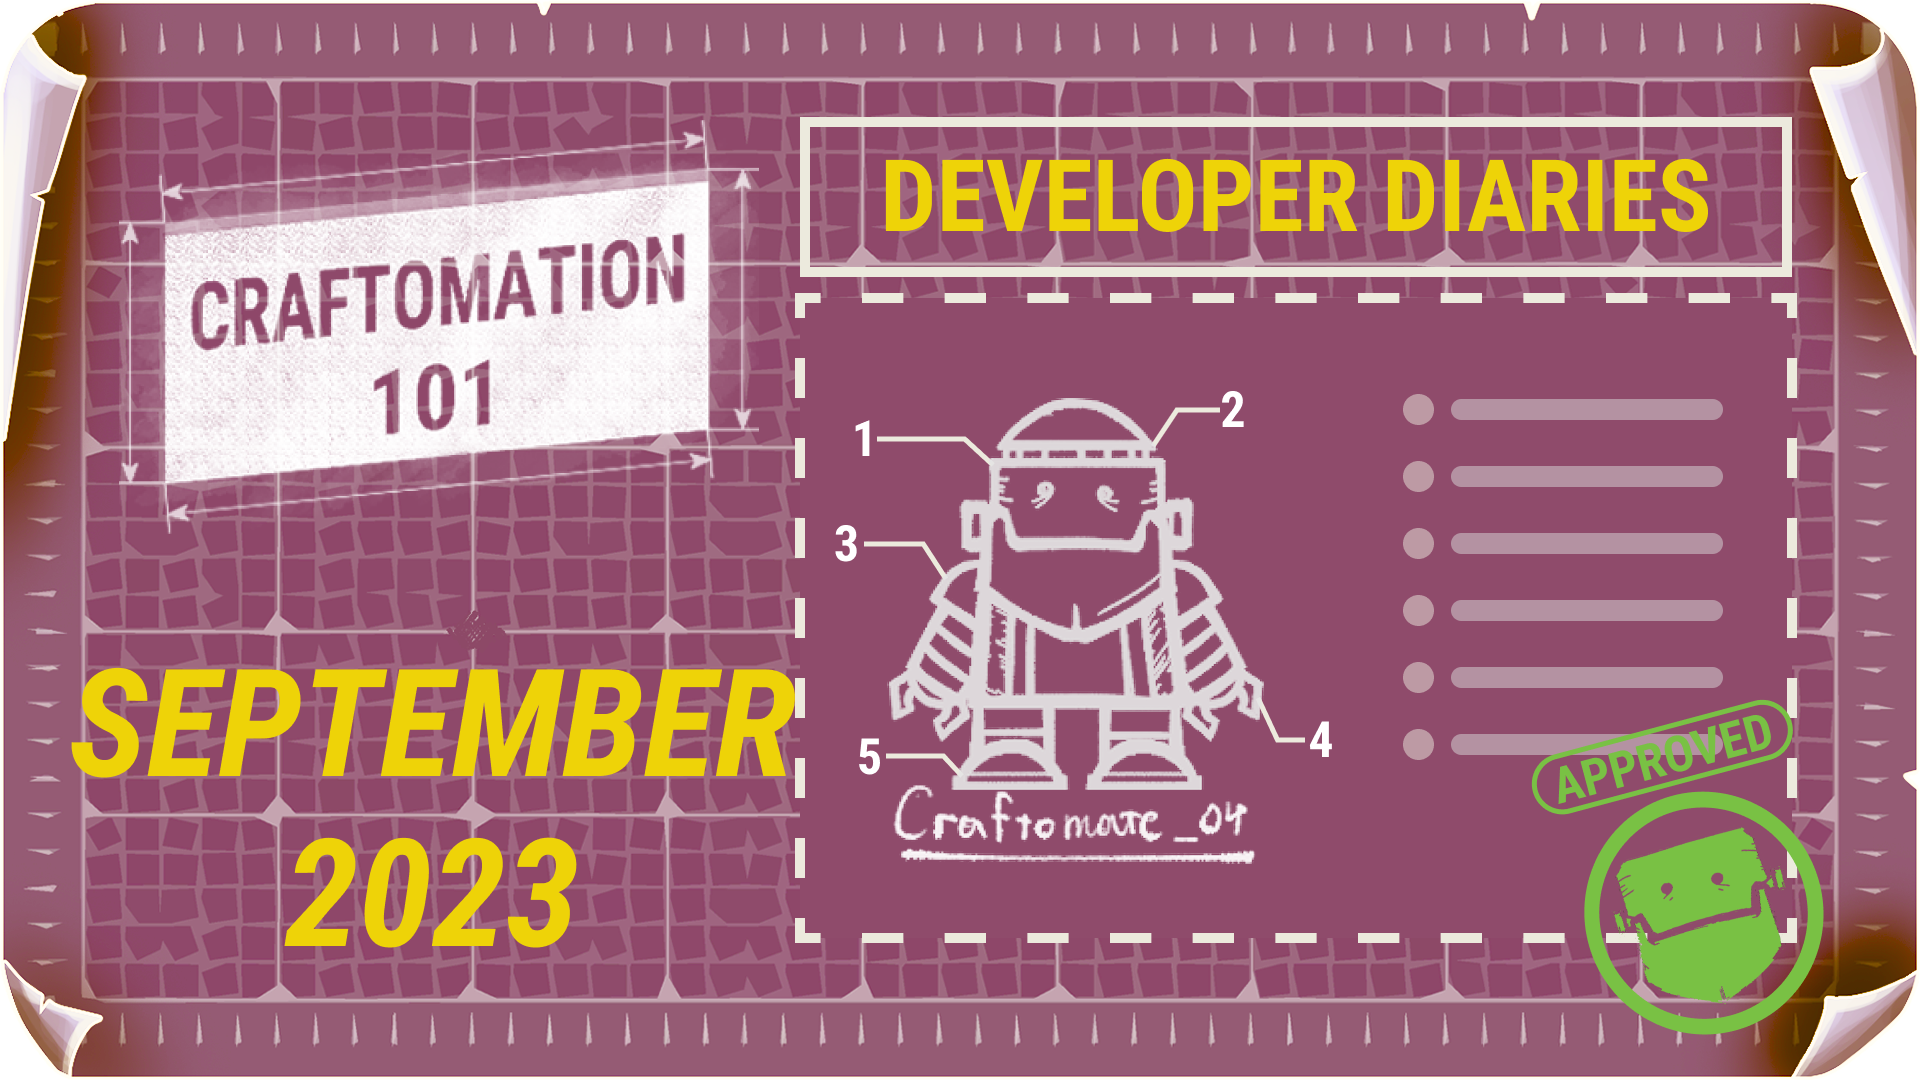 CRAFTOMATION
101
DEVELOPER DIARIES
SEPTEMBER
2023
1
2
3
4
5
Craftomate_04
APPROVED